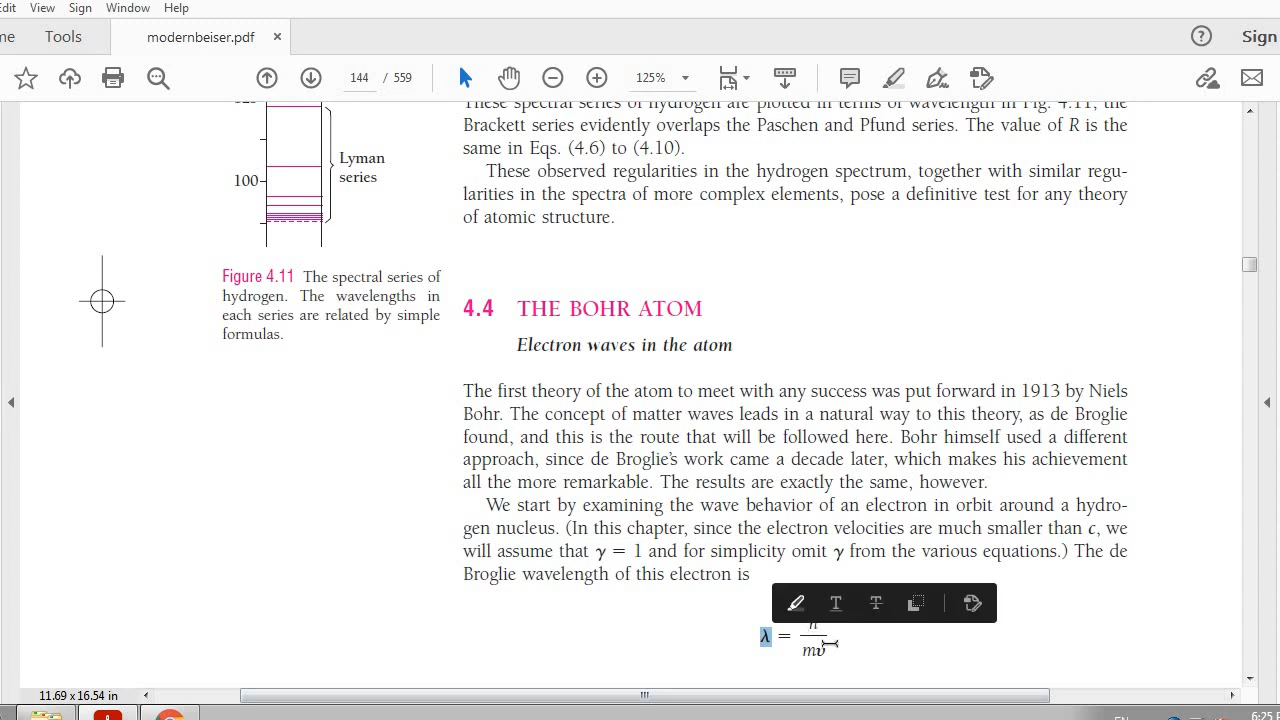 Edit View Sign Window Help
me Tools modernbeiser.pdf × ? Sign
144 / 559 125%
Lyman
series
100
Figure 4.11 The spectral series of
hydrogen. The wavelengths in
each series are related by simple
formulas.
These spectral series of hydrogen are plotted in terms of wavelength in Fig. 4.11; the
Brackett series evidently overlaps the Paschen and Pfund series. The value of R is the
same in Eqs. (4.6) to (4.10).
These observed regularities in the hydrogen spectrum, together with similar regu-
larities in the spectra of more complex elements, pose a definitive test for any theory
of atomic structure.
4.4 THE BOHR ATOM
Electron waves in the atom
The first theory of the atom to meet with any success was put forward in 1913 by Niels
Bohr. The concept of matter waves leads in a natural way to this theory, as de Broglie
found, and this is the route that will be followed here. Bohr himself used a different
approach, since de Broglie's work came a decade later, which makes his achievement
all the more remarkable. The results are exactly the same, however.
We start by examining the wave behavior of an electron in orbit around a hydro-
gen nucleus. (In this chapter, since the electron velocities are much smaller than c, we
will assume that γ = 1 and for simplicity omit γ from the various equations.) The de
Broglie wavelength of this electron is
T T
h
λ =
mv
11.69 x 16.54 in
EN 6:25